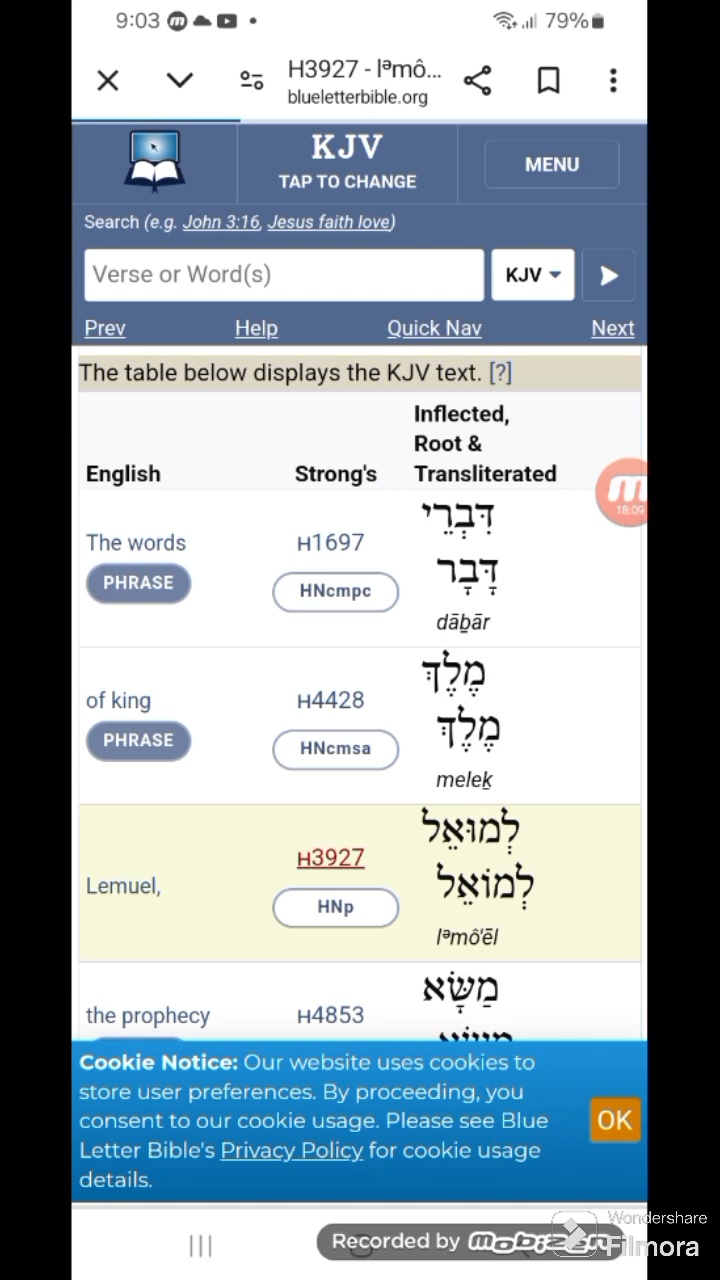 9:03 79%
H3927 - lᵊmô...
blueletterbible.org
KJV
TAP TO CHANGE
MENU
Search (e.g. John 3:16, Jesus faith love)
Verse or Word(s)
KJV
Prev Help Quick Nav Next
The table below displays the KJV text. [?]
English Strong's Inflected,
Root &
Transliterated
The words H1697 דִּבְרֵי
PHRASE HNcmpc דָּבָר
dāḇār
of king H4428 מֶלֶךְ
PHRASE HNcmsa מֶלֶךְ
meleḵ
18:09
Lemuel, H3927 לְמוּאֵל
HNp לְמוֹאֵל
lᵊmô'ēl
the prophecy H4853 מַשָּׂא
Cookie Notice: Our website uses cookies to
store user preferences. By proceeding, you
consent to our cookie usage. Please see Blue
Letter Bible's Privacy Policy for cookie usage
details.
OK
Recorded by mobizen
Wondershare
Filmora